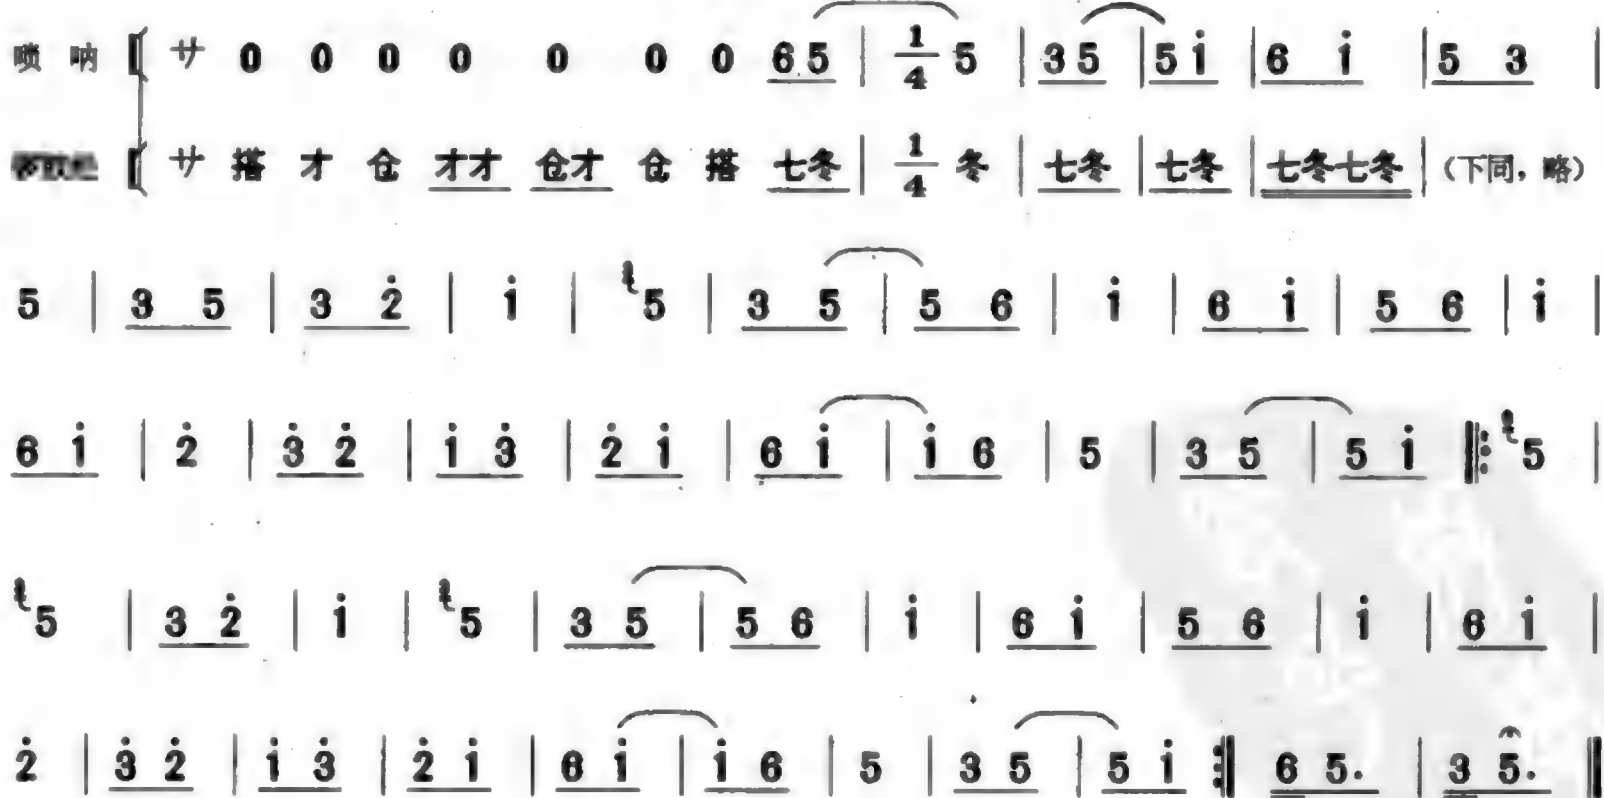 唢 呐 サ 0 0 0 0 0 0 0 6 5 | 1/4 5 | 3 5 | 5 i̇ | 6 i̇ | 5 3 |
サ 搭 才 仓 才才 仓才 仓 搭 七冬 | 1/4 冬 | 七冬 | 七冬 | 七冬七冬 | (下同，略)
5 | 3 5 | 3 2̇ | i̇ | 5 | 3 5 | 5 6 | i̇ | 6 i̇ | 5 6 | i̇ |
6 i̇ | 2̇ | 3̇ 2̇ | i̇ 3̇ | 2̇ i̇ | 6 i̇ | i̇ 6 | 5 | 3 5 | 5 i̇ ‖: 5 |
5 | 3 2̇ | i̇ | 5 | 3 5 | 5 6 | i̇ | 6 i̇ | 5 6 | i̇ | 6 i̇ |
2̇ | 3̇ 2̇ | i̇ 3̇ | 2̇ i̇ | 6 i̇ | i̇ 6 | 5 | 3 5 | 5 i̇ :‖ 6 5. | 3 5. ‖